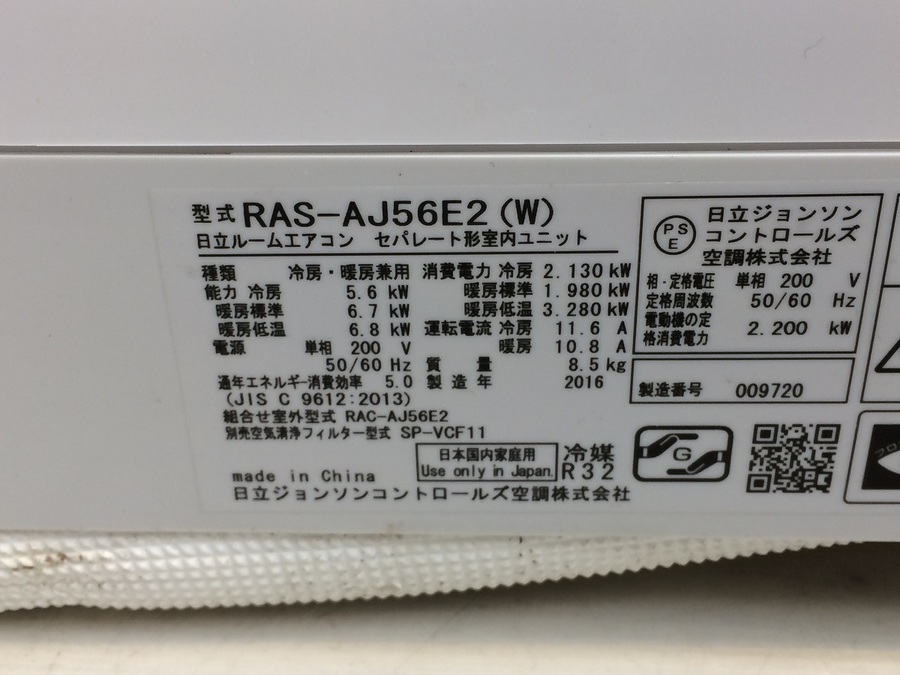 型式 RAS-AJ56E2(W)
日立ルームエアコン セパレート形室内ユニット
種類 冷房・暖房兼用
能力 冷房 5.6 kW
暖房標準 6.7 kW
暖房低温 6.8 kW
電源 単相 200 V
50/60 Hz
通年エネルギー消費効率 5.0
(JIS C 9612:2013)
消費電力 冷房 2.130 kW
暖房標準 1.980 kW
暖房低温 3.280 kW
運転電流 冷房 11.6 A
暖房 10.8 A
質量 8.5 kg
製造年 2016
組合せ室外型式 RAC-AJ56E2
別売空気清浄フィルター型式 SP-VCF11
日本国内家庭用
Use only in Japan.
冷媒
R32
made in China
日立ジョンソンコントロールズ空調株式会社
PS
E
日立ジョンソン
コントロールズ
空調株式会社
相・定格電圧 単相 200 V
定格周波数 50/60 Hz
電動機の定
格消費電力 2.200 kW
製造番号 009720
G
フロ